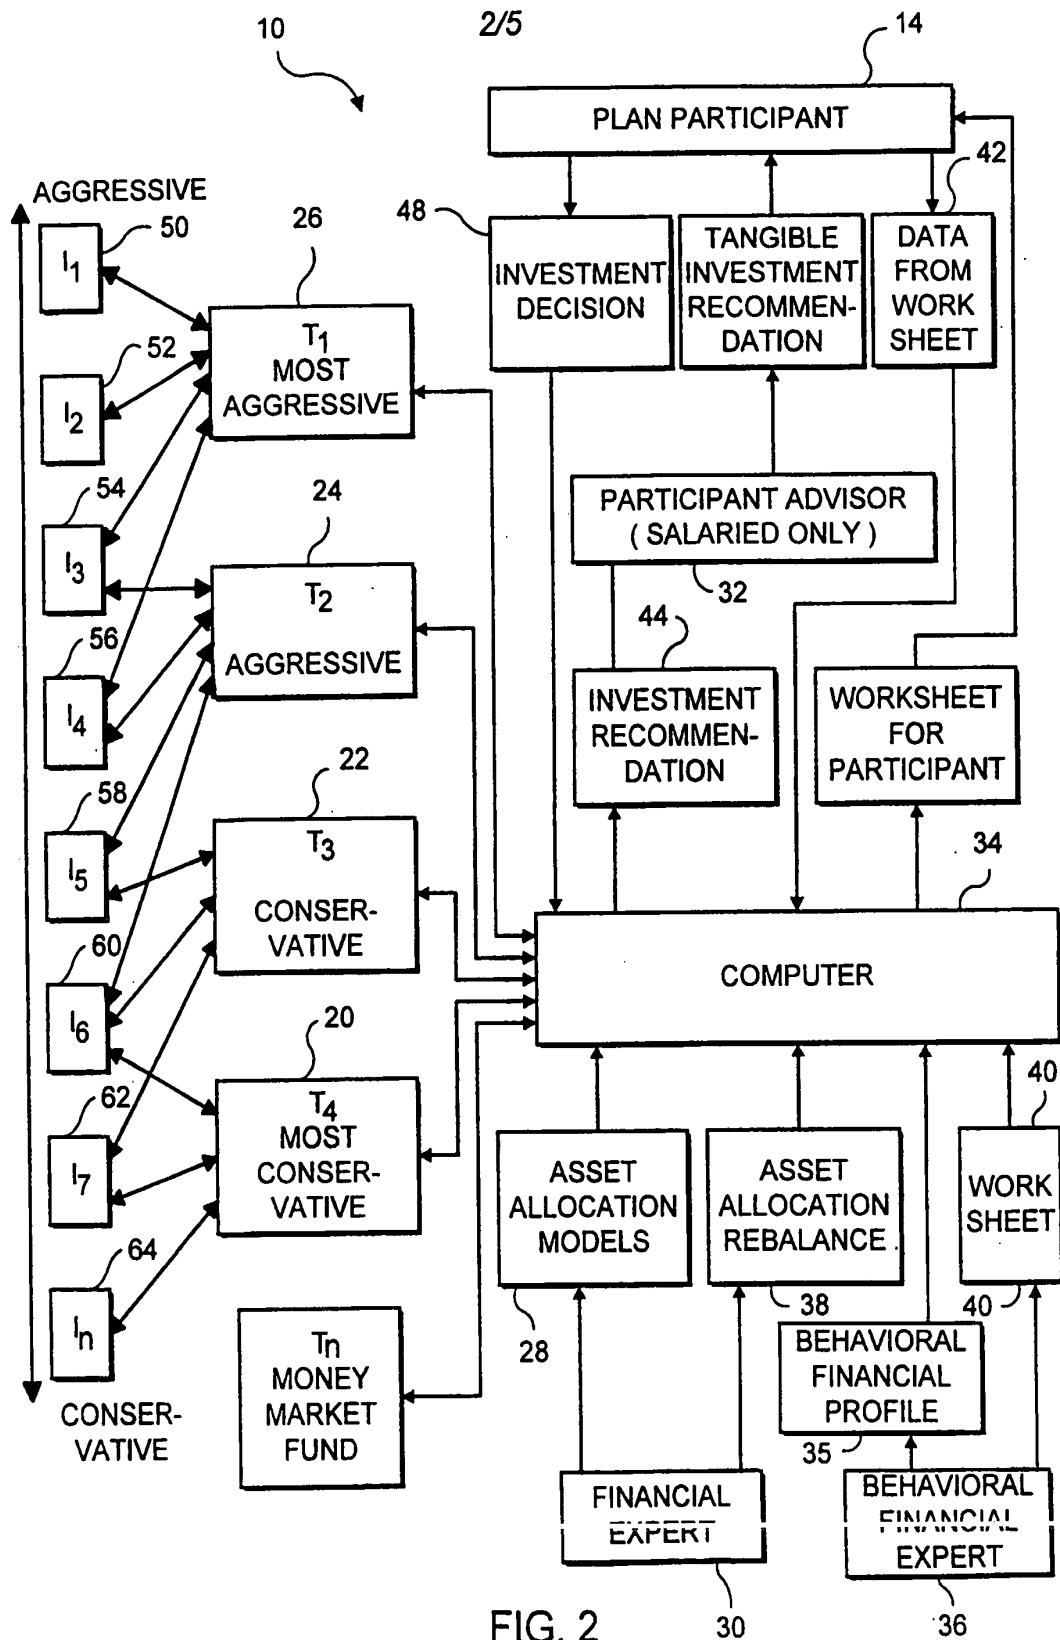 2/5
10
14
PLAN PARTICIPANT
42
AGGRESSIVE
50
26
48
I1
INVESTMENT
DECISION
TANGIBLE
INVESTMENT
RECOMMEN-
DATION
DATA
FROM
WORK
SHEET
T1
MOST
AGGRESSIVE
52
I2
54
24
PARTICIPANT ADVISOR
( SALARIED ONLY )
32
I3
T2
AGGRESSIVE
44
56
I4
INVESTMENT
RECOMMEN-
DATION
WORKSHEET
FOR
PARTICIPANT
22
58
I5
T3
CONSER-
VATIVE
34
COMPUTER
60
I6
20
T4
MOST
CONSER-
VATIVE
62
I7
ASSET
ALLOCATION
MODELS
ASSET
ALLOCATION
REBALANCE
40
WORK
SHEET
40
28
38
64
In
Tn
MONEY
MARKET
FUND
BEHAVIORAL
FINANCIAL
PROFILE
35
CONSER-
VATIVE
FINANCIAL
EXPERT
BEHAVIORAL
FINANCIAL
EXPERT
30
36
FIG. 2